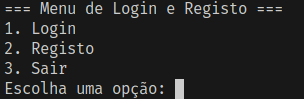 === Menu de Login e Registo ===
1. Login
2. Registo
3. Sair
Escolha uma opção: